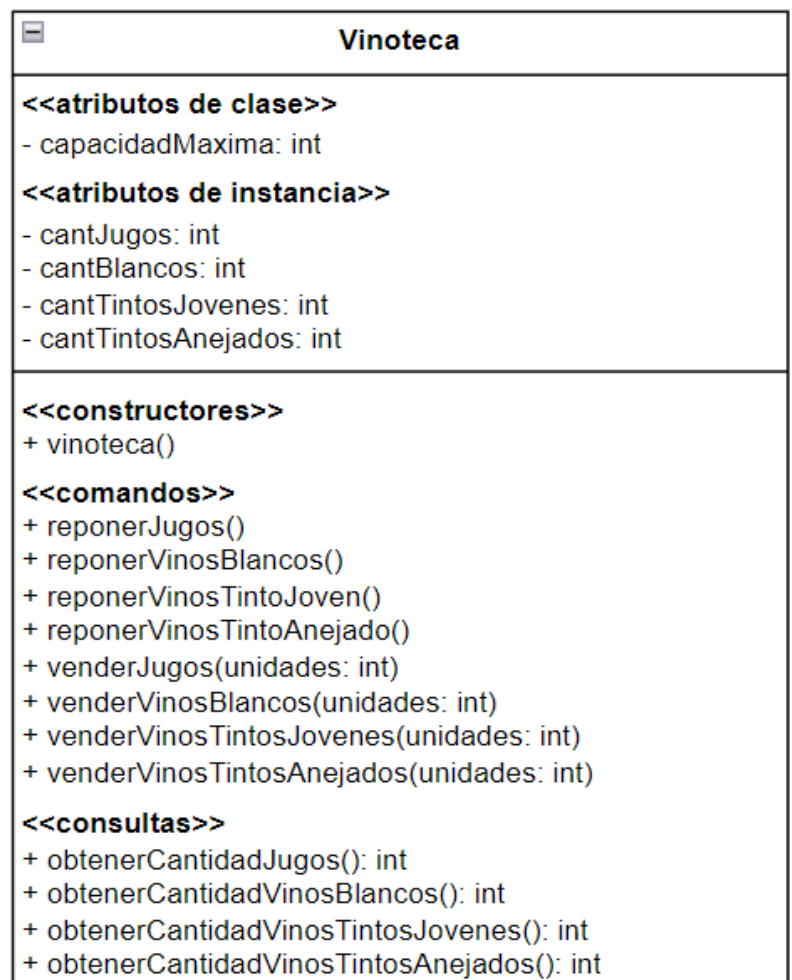 Vinoteca
<<atributos de clase>>
- capacidadMaxima: int
<<atributos de instancia>>
- cantJugos: int
- cantBlancos: int
- cantTintosJovenes: int
- cantTintosAnejados: int
<<constructores>>
+ vinoteca()
<<comandos>>
+ reponerJugos()
+ reponerVinosBlancos()
+ reponerVinosTintoJoven()
+ reponerVinosTintoAnejado()
+ venderJugos(unidades: int)
+ venderVinosBlancos(unidades: int)
+ venderVinosTintosJovenes(unidades: int)
+ venderVinosTintosAnejados(unidades: int)
<<consultas>>
+ obtenerCantidadJugos(): int
+ obtenerCantidadVinosBlancos(): int
+ obtenerCantidadVinosTintosJovenes(): int
+ obtenerCantidadVinosTintosAnejados(): int